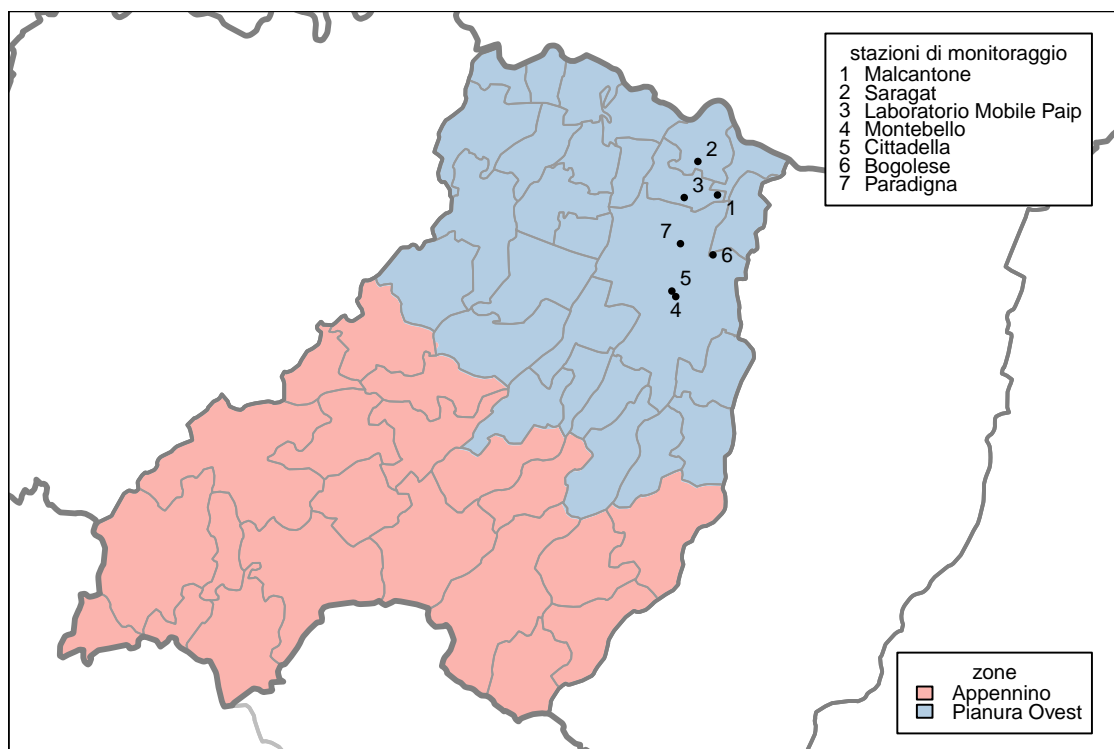 stazioni di monitoraggio
1 Malcantone
2 Saragat
3 Laboratorio Mobile Paip
4 Montebello
5 Cittadella
6 Bogolese
7 Paradigna
2
3
1
7
6
5
4
zone
Appennino
Pianura Ovest